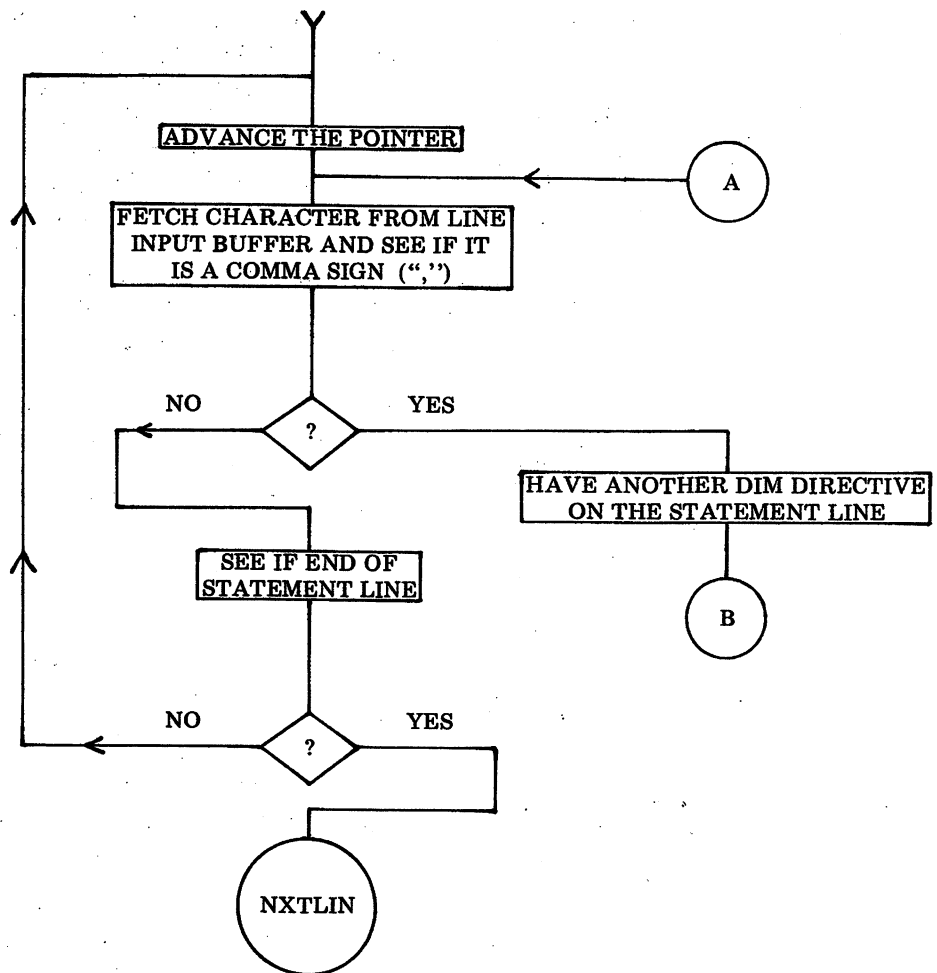 ADVANCE THE POINTER
A
FETCH CHARACTER FROM LINE
INPUT BUFFER AND SEE IF IT
IS A COMMA SIGN (“,’’)
NO
YES
?
HAVE ANOTHER DIM DIRECTIVE
ON THE STATEMENT LINE
SEE IF END OF
STATEMENT LINE
B
NO
YES
?
NXTLIN